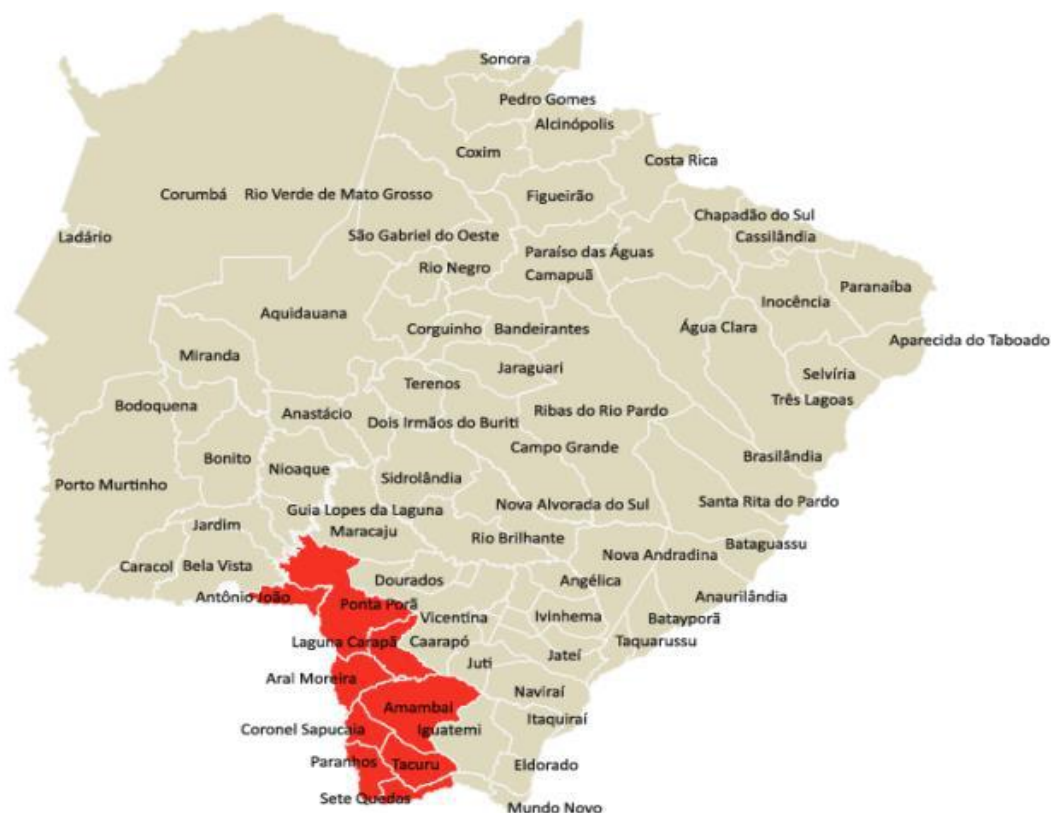 Sonora
Pedro Gomes
Alcinópolis
Coxim
Costa Rica
Corumbá
Rio Verde de Mato Grosso
Figueirão
Chapadão do Sul
Ladário
São Gabriel do Oeste
Cassilândia
Paraíso das Águas
Rio Negro
Camapuã
Paranaíba
Inocência
Aquidauana
Corguinho
Bandeirantes
Água Clara
Aparecida do Taboado
Miranda
Jaraguari
Selvíria
Terenos
Três Lagoas
Bodoquena
Anastácio
Dois Irmãos do Buriti
Ribas do Rio Pardo
Campo Grande
Brasilândia
Bonito
Nioaque
Sidrolândia
Porto Murtinho
Santa Rita do Pardo
Nova Alvorada do Sul
Guia Lopes da Laguna
Jardim
Maracaju
Rio Brilhante
Bataguassu
Nova Andradina
Caracol
Bela Vista
Dourados
Angélica
Antônio João
Anaurilândia
Ponta Porã
Vicentina
Ivinhema
Batayporã
Laguna Carapã
Caarapó
Taquarussu
Juti
Jateí
Aral Moreira
Naviraí
Amambai
Itaquiraí
Coronel Sapucaia
Iguatemi
Paranhos
Tacuru
Eldorado
Sete Quedas
Mundo Novo